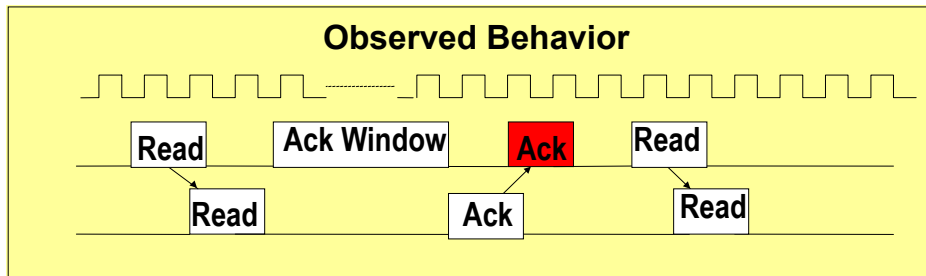 Observed Behavior
Read Ack Window Ack Read
Read Ack Read